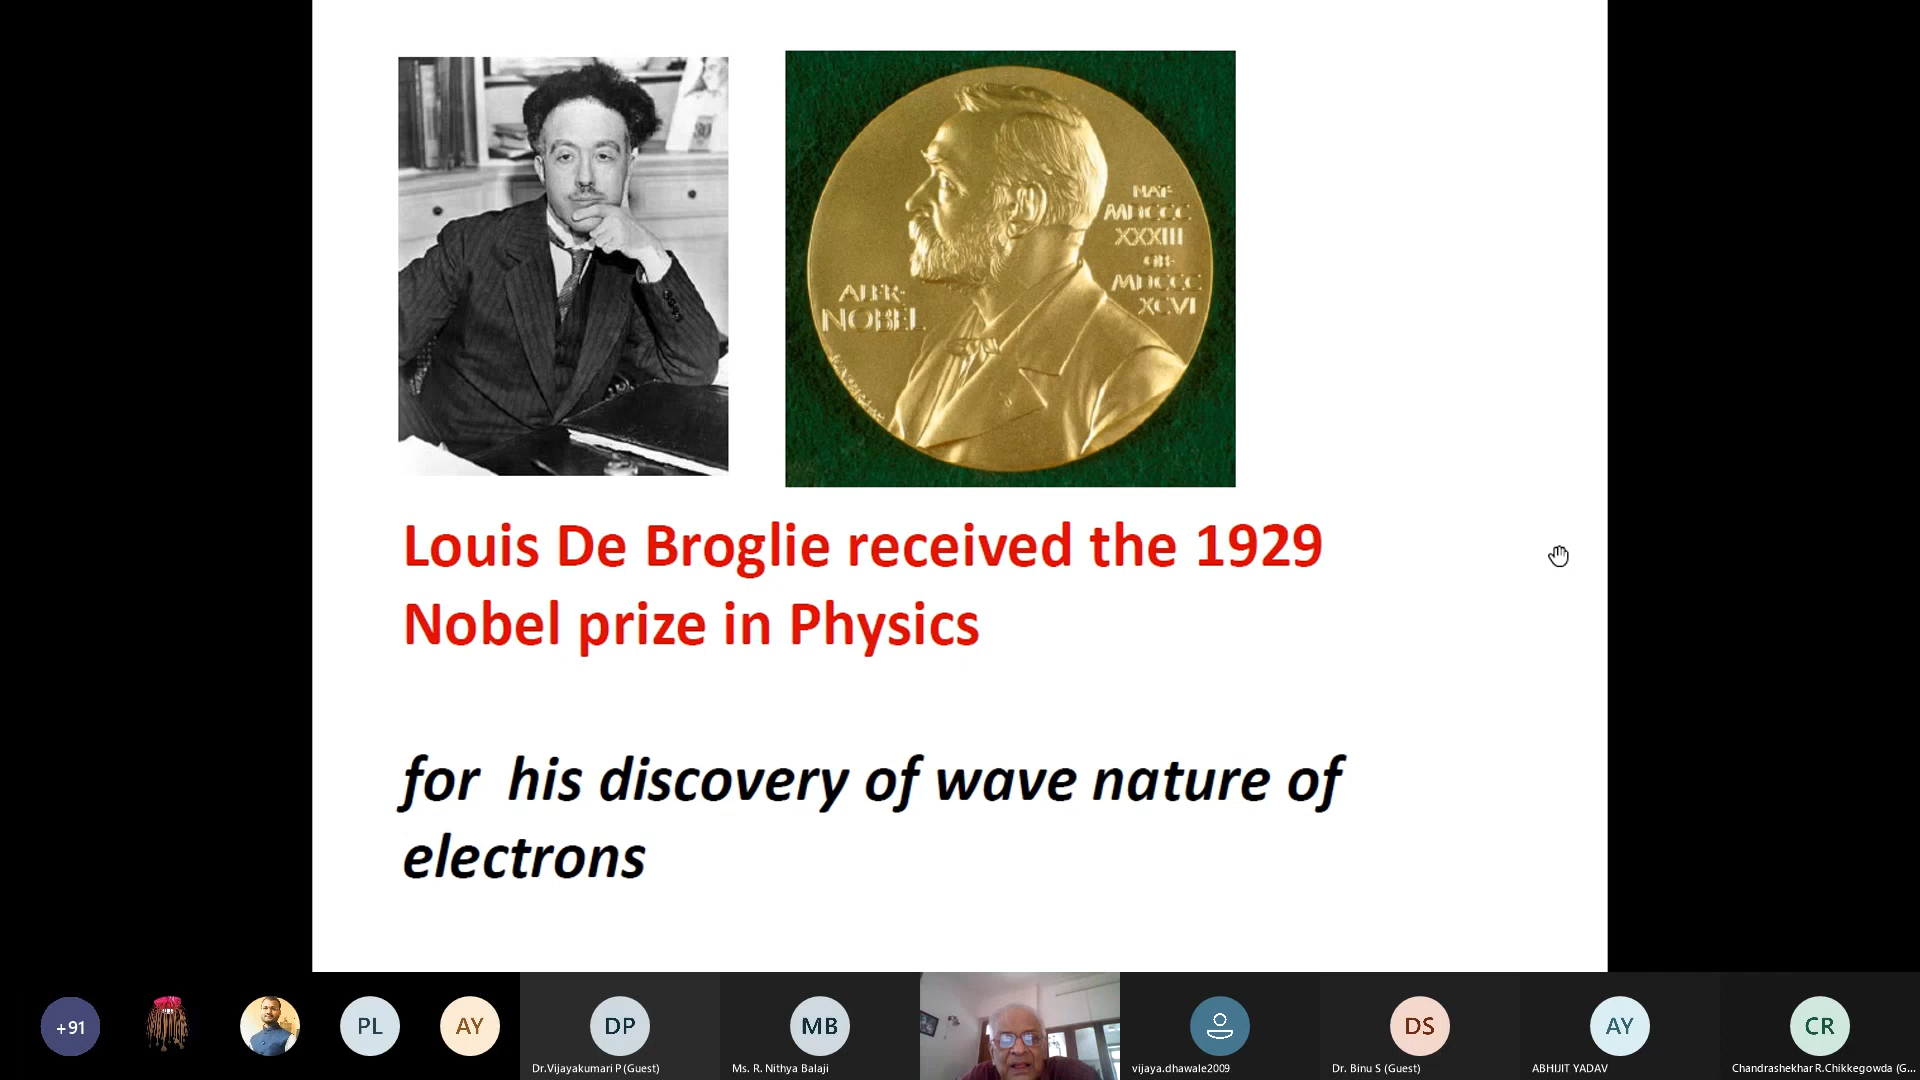 ALFR·
NOBEL
NAT·
MDCCC
XXXIII
OB·
MDCCC
XCVI
Louis De Broglie received the 1929
Nobel prize in Physics
for his discovery of wave nature of
electrons
+91
PL
AY
DP
Dr.Vijayakumari P (Guest)
MB
Ms. R. Nithya Balaji
vijaya.dhawale2009
DS
Dr. Binu S (Guest)
AY
ABHIJIT YADAV
CR
Chandrashekhar R.Chikkegowda (G...